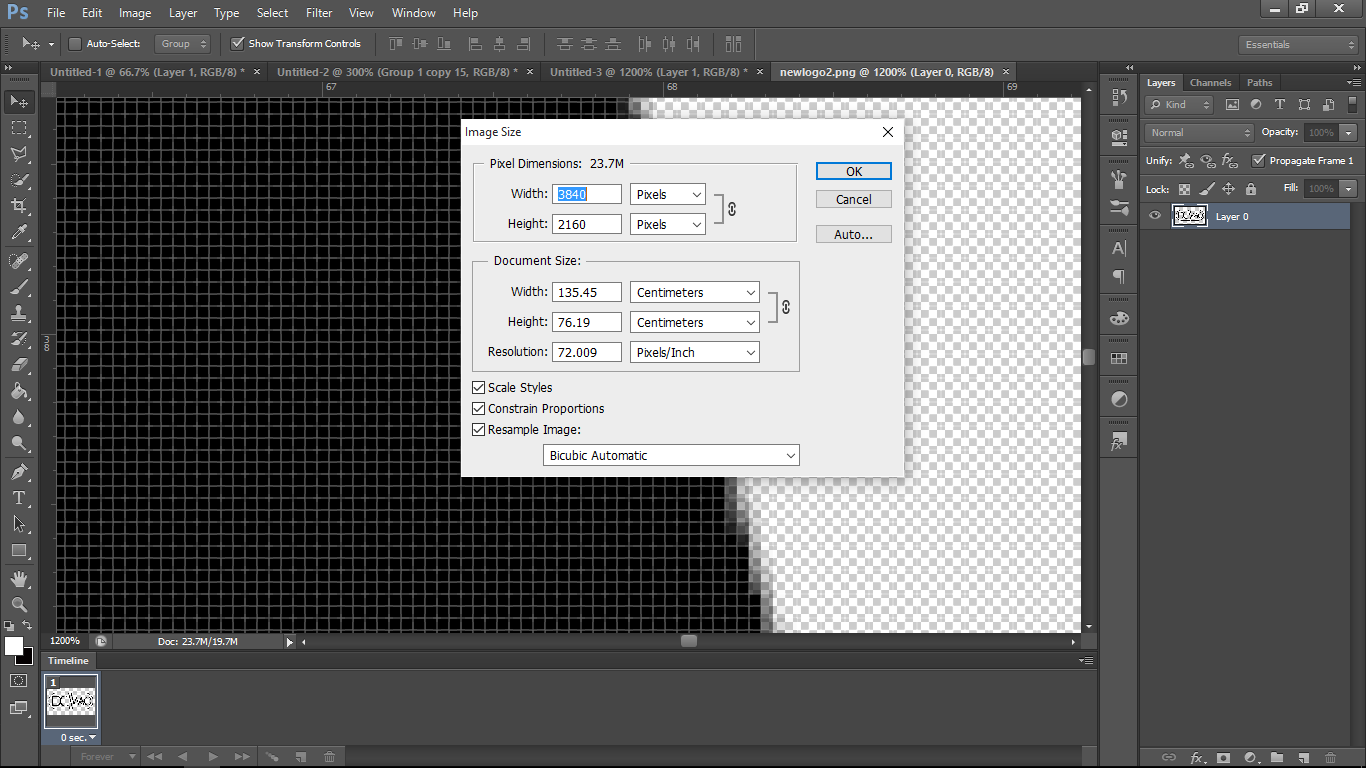 Ps File Edit Image Layer Type Select Filter View Window Help
Auto-Select: Group Show Transform Controls Essentials
Untitled-1 @ 66.7% (Layer 1, RGB/8) * × Untitled-2 @ 300% (Group 1 copy 15, RGB/8) * × Untitled-3 @ 1200% (Layer 1, RGB/8) * × newlogo2.png @ 1200% (Layer 0, RGB/8) ×
67 68 69
38
Image Size
Pixel Dimensions: 23.7M
Width: 3840 Pixels
Height: 2160 Pixels
OK
Cancel
Auto...
Document Size:
Width: 135.45 Centimeters
Height: 76.19 Centimeters
Resolution: 72.009 Pixels/Inch
Scale Styles
Constrain Proportions
Resample Image:
Bicubic Automatic
Layers Channels Paths
Kind
Normal Opacity: 100%
Unify: Propagate Frame 1
Lock: Fill: 100%
Layer 0
1200% Doc: 23.7M/19.7M
Timeline
1
0 sec.
Forever